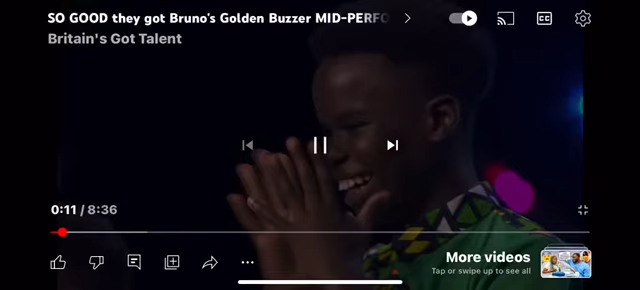 SO GOOD they got Bruno's Golden Buzzer MID-PERFO
Britain's Got Talent
CC
0:11 / 8:36
More videos
Tap or swipe up to see all